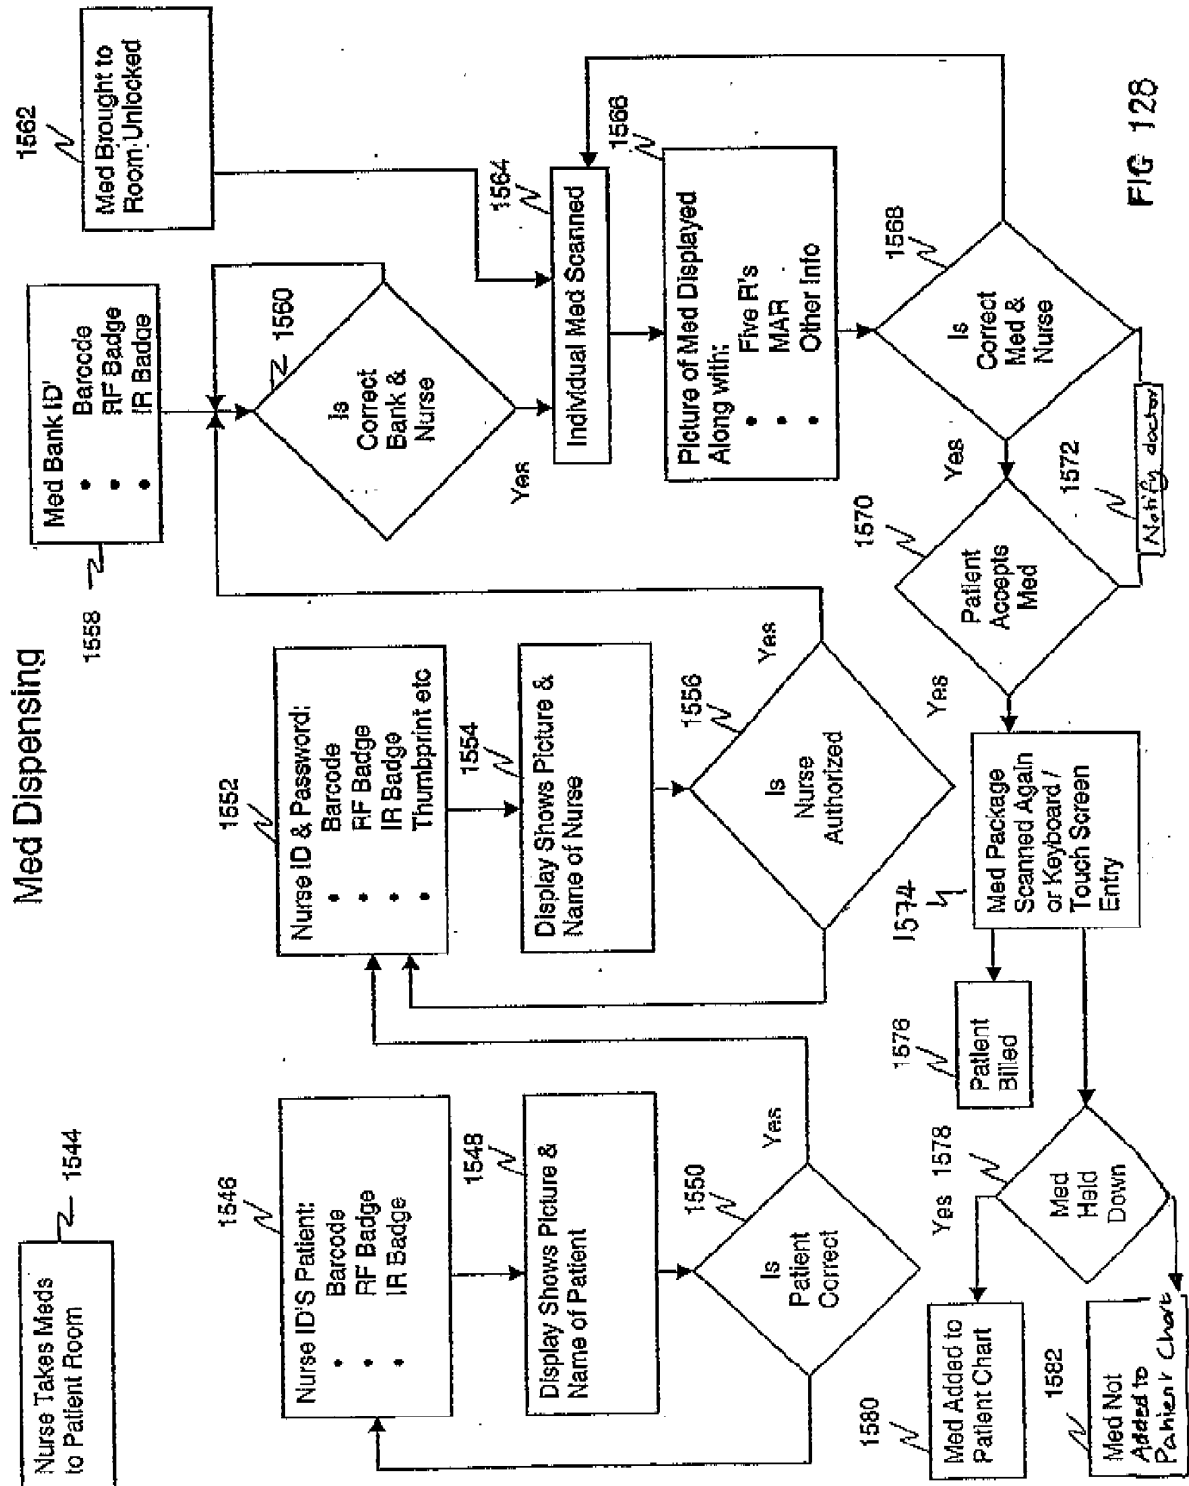 Med Dispensing
Nurse Takes Meds
to Patient Room
1544
1546
Nurse ID'S Patient:
• Barcode
• RF Badge
• IR Badge
1548
Display Shows Picture &
Name of Patient
1550
Is
Patient
Correct
Yes
1552
Nurse ID & Password:
• Barcode
• RF Badge
• IR Badge
• Thumbprint etc
1554
Display Shows Picture &
Name of Nurse
1556
Is
Nurse
Authorized
Yes
1558
Med Bank ID'
• Barcode
• RF Badge
• IR Badge
1560
Is
Correct
Bank &
Nurse
Yes
1562
Med Brought to
Room Unlocked
1564
Individual Med Scanned
1566
Picture of Med Displayed
Along with:
• Five R's
• MAR
• Other Info
1568
Is
Correct
Med &
Nurse
Yes
1570
Patient
Accepts
Med
Yes
1572
Notify doctor
1574
Med Package
Scanned Again
or Keyboard /
Touch Screen
Entry
1576
Patient
Billed
1578
Med
Held
Down
Yes
1580
Med Added to
Patient Chart
1582
Med Not
Added to
Patient Chart
FIG 128